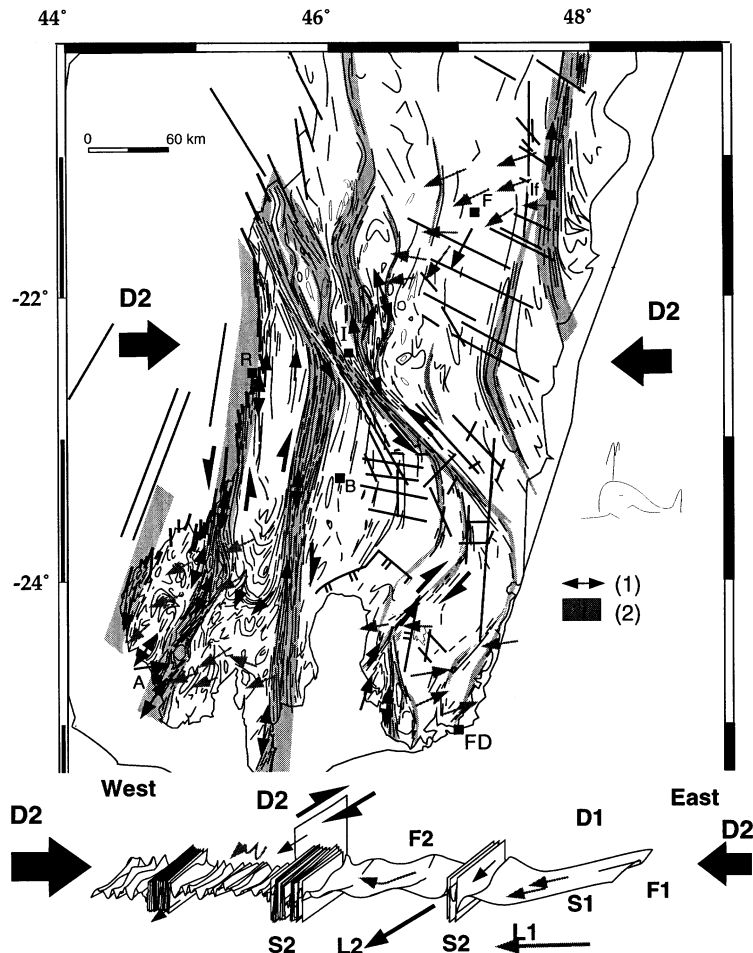 44° 46° 48°
0 60 km
F
If
-22°
D2
D2
I
R
B
-24°
(1)
(2)
A
FD
West
East
D2
D2
F2
D1
D2
S1
F1
S2
L2
S2
L1